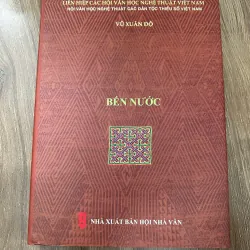 LIÊN HIỆP CÁC HỘI VĂN HỌC NGHỆ THUẬT VIỆT NAM
HỘI VĂN HỌC NGHỆ THUẬT CÁC DÂN TỘC THIỂU SỐ VIỆT NAM
VŨ XUÂN ĐỘ
BẾN NƯỚC
NHÀ XUẤT BẢN HỘI NHÀ VĂN